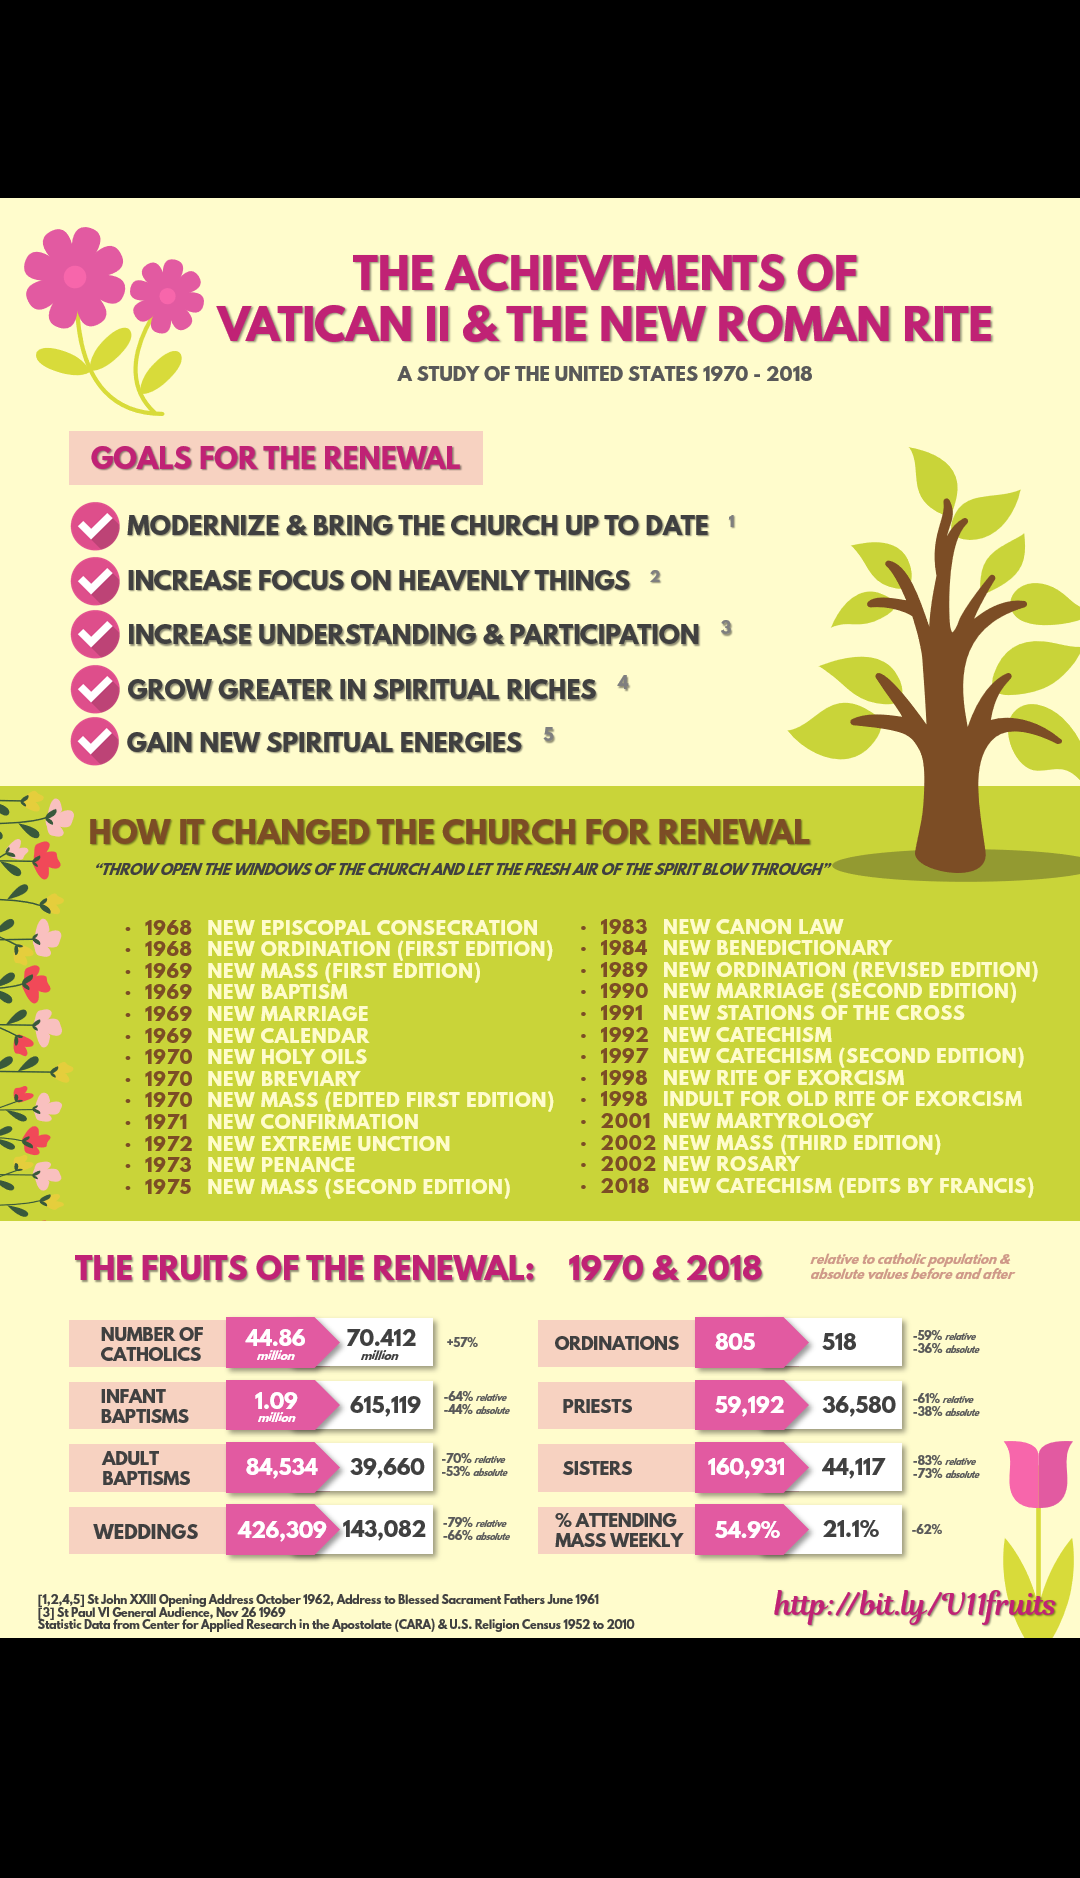 THE ACHIEVEMENTS OF
VATICAN II & THE NEW ROMAN RITE
A STUDY OF THE UNITED STATES 1970 - 2018
GOALS FOR THE RENEWAL
MODERNIZE & BRING THE CHURCH UP TO DATE 1
INCREASE FOCUS ON HEAVENLY THINGS 2
INCREASE UNDERSTANDING & PARTICIPATION 3
GROW GREATER IN SPIRITUAL RICHES 4
GAIN NEW SPIRITUAL ENERGIES 5
HOW IT CHANGED THE CHURCH FOR RENEWAL
"THROW OPEN THE WINDOWS OF THE CHURCH AND LET THE FRESH AIR OF THE SPIRIT BLOW THROUGH"
• 1968 NEW EPISCOPAL CONSECRATION
• 1968 NEW ORDINATION (FIRST EDITION)
• 1969 NEW MASS (FIRST EDITION)
• 1969 NEW BAPTISM
• 1969 NEW MARRIAGE
• 1969 NEW CALENDAR
• 1970 NEW HOLY OILS
• 1970 NEW BREVIARY
• 1970 NEW MASS (EDITED FIRST EDITION)
• 1971 NEW CONFIRMATION
• 1972 NEW EXTREME UNCTION
• 1973 NEW PENANCE
• 1975 NEW MASS (SECOND EDITION)
• 1983 NEW CANON LAW
• 1984 NEW BENEDICTIONARY
• 1989 NEW ORDINATION (REVISED EDITION)
• 1990 NEW MARRIAGE (SECOND EDITION)
• 1991 NEW STATIONS OF THE CROSS
• 1992 NEW CATECHISM
• 1997 NEW CATECHISM (SECOND EDITION)
• 1998 NEW RITE OF EXORCISM
• 1998 INDULT FOR OLD RITE OF EXORCISM
• 2001 NEW MARTYROLOGY
• 2002 NEW MASS (THIRD EDITION)
• 2002 NEW ROSARY
• 2018 NEW CATECHISM (EDITS BY FRANCIS)
THE FRUITS OF THE RENEWAL: 1970 & 2018
relative to catholic population &
absolute values before and after
NUMBER OF
CATHOLICS
44.86
million
70.412
million
+57%
INFANT
BAPTISMS
1.09
million
615,119
-64% relative
-44% absolute
ADULT
BAPTISMS
84,534
39,660
-70% relative
-53% absolute
WEDDINGS
426,309
143,082
-79% relative
-66% absolute
ORDINATIONS
805
518
-59% relative
-36% absolute
PRIESTS
59,192
36,580
-61% relative
-38% absolute
SISTERS
160,931
44,117
-83% relative
-73% absolute
% ATTENDING
MASS WEEKLY
54.9%
21.1%
-62%
[1,2,4,5] St John XXIII Opening Address October 1962, Address to Blessed Sacrament Fathers June 1961
[3] St Paul VI General Audience, Nov 26 1969
Statistic Data from Center for Applied Research in the Apostolate (CARA) & U.S. Religion Census 1952 to 2010
http://bit.ly/V11fruits